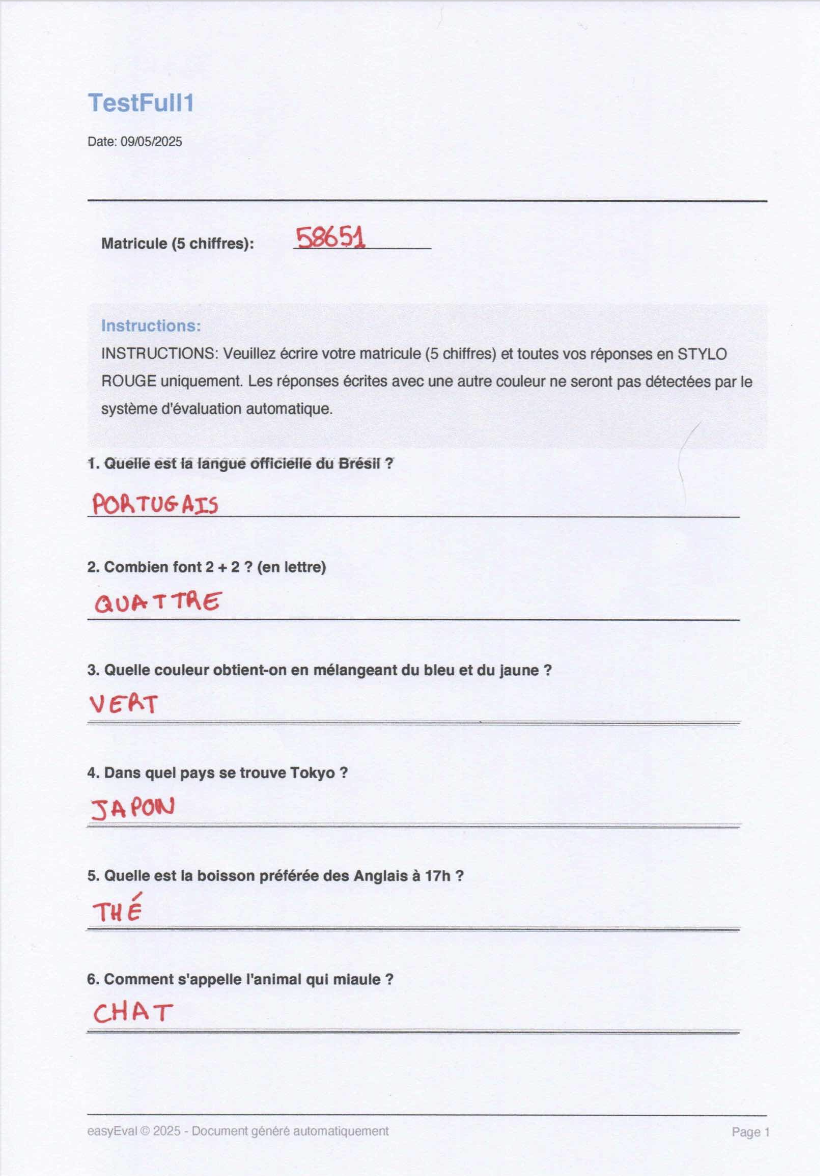 TestFull1
Date: 09/05/2025
Matricule (5 chiffres): 58651
Instructions:
INSTRUCTIONS: Veuillez écrire votre matricule (5 chiffres) et toutes vos réponses en STYLO
ROUGE uniquement. Les réponses écrites avec une autre couleur ne seront pas détectées par le
système d'évaluation automatique.
1. Quelle est la langue officielle du Brésil ?
PORTUGAIS
2. Combien font 2 + 2 ? (en lettre)
QUATTRE
3. Quelle couleur obtient-on en mélangeant du bleu et du jaune ?
VERT
4. Dans quel pays se trouve Tokyo ?
JAPON
5. Quelle est la boisson préférée des Anglais à 17h ?
THÉ
6. Comment s'appelle l'animal qui miaule ?
CHAT
easyEval © 2025 - Document généré automatiquement
Page 1